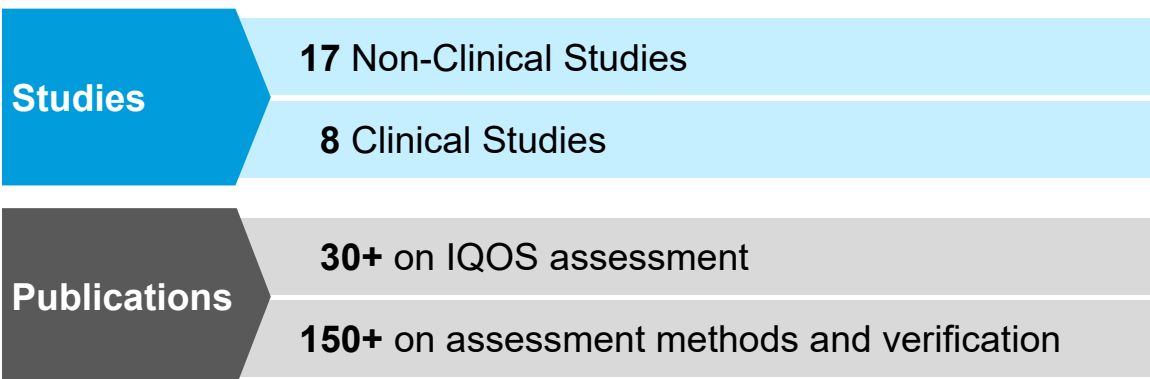 Studies
17 Non-Clinical Studies
8 Clinical Studies
Publications
30+ on IQOS assessment
150+ on assessment methods and verification